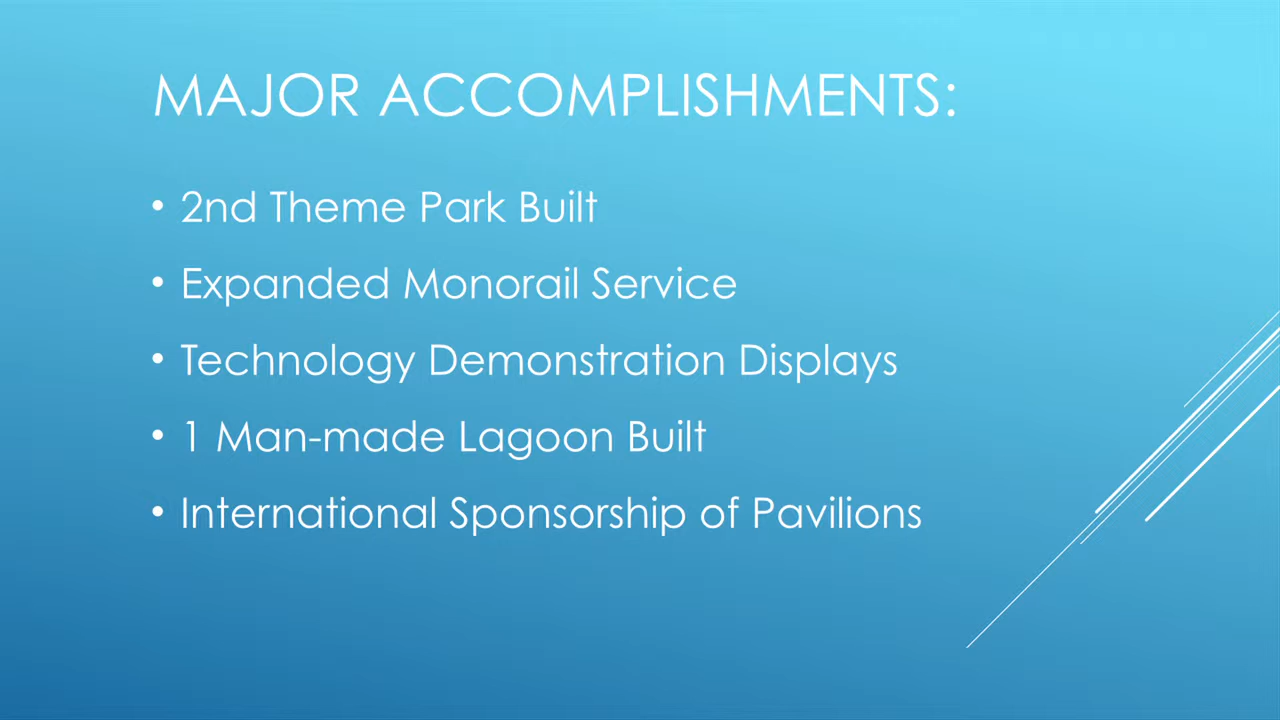 MAJOR ACCOMPLISHMENTS:
• 2nd Theme Park Built
• Expanded Monorail Service
• Technology Demonstration Displays
• 1 Man-made Lagoon Built
• International Sponsorship of Pavilions